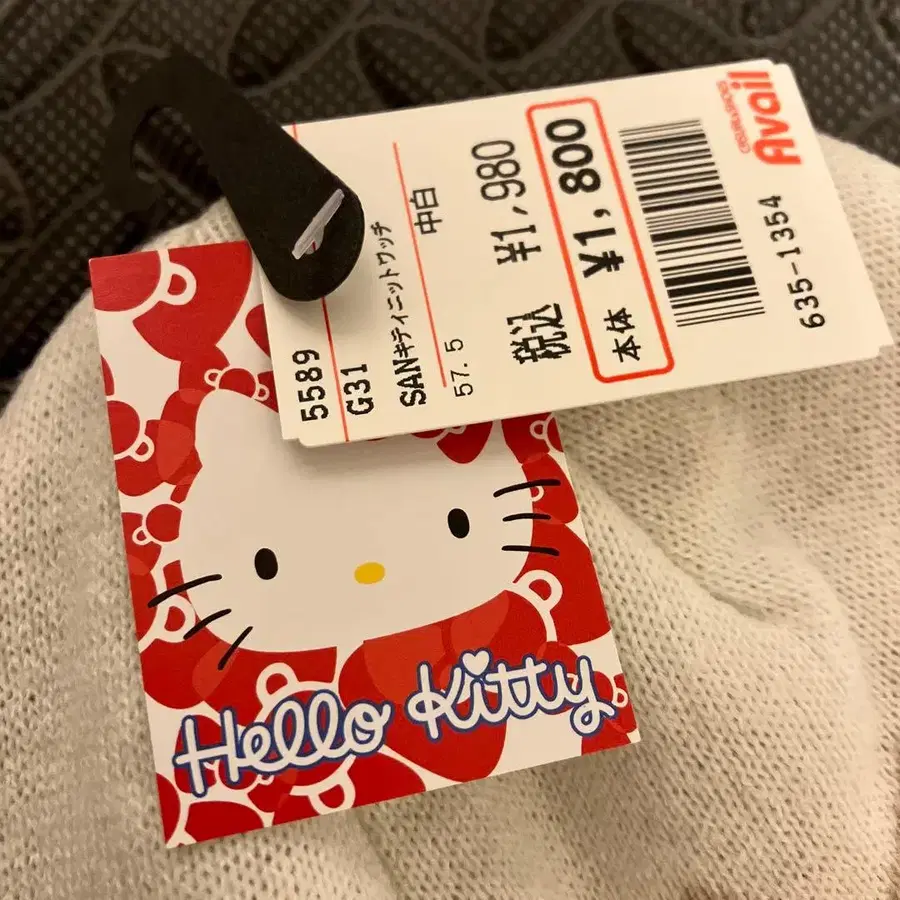 5589
G31
SANキティニットワッチ
中白
57.5
¥1,980
税込
¥1,800
本体
635-1354
Avail
Hello Kitty